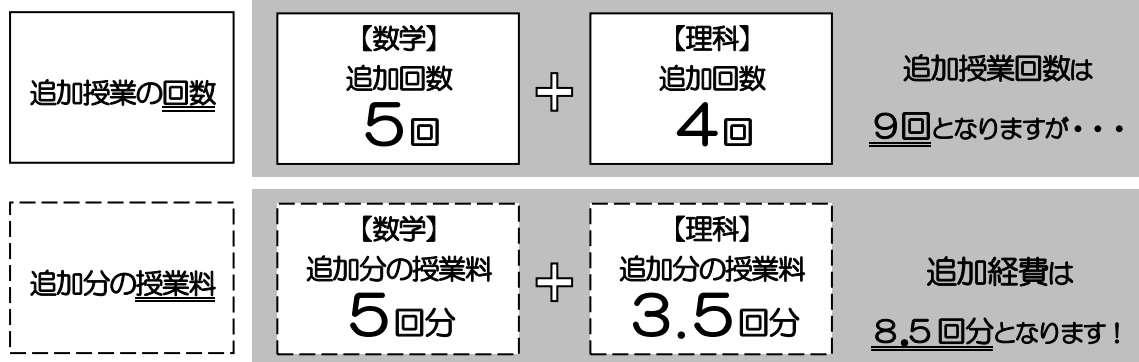 追加授業の回数
【数学】
追加回数
5回
+
【理科】
追加回数
4回
追加授業回数は
9回となりますが・・・
追加分の授業料
【数学】
追加分の授業料
5回分
+
【理科】
追加分の授業料
3.5回分
追加経費は
8.5回分となります！